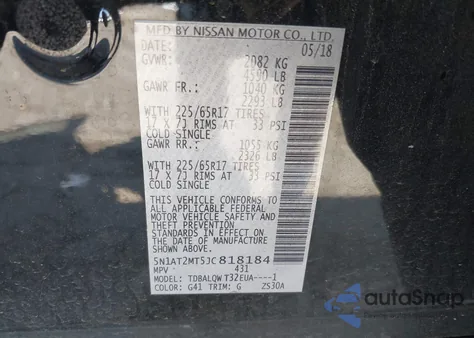 MFD BY NISSAN MOTOR CO., LTD.
DATE: 05/18
GVWR: 2082 KG
4590 LB
GAWR FR.: 1040 KG
2293 LB
WITH 225/65R17 TIRES
17 X 7J RIMS AT 33 PSI
COLD SINGLE
GAWR RR.: 1055 KG
2326 LB
WITH 225/65R17 TIRES
17 X 7J RIMS AT 33 PSI
COLD SINGLE
THIS VEHICLE CONFORMS TO
ALL APPLICABLE FEDERAL
MOTOR VEHICLE SAFETY AND
THEFT PREVENTION
STANDARDS IN EFFECT ON
THE DATE OF MANUFACTURE
SHOWN ABOVE.
5N1AT2MT5JC818184
MPV 431
MODEL: TDBALQWT32EUA----1
COLOR: G41 TRIM: G ZS30A
autoSnap